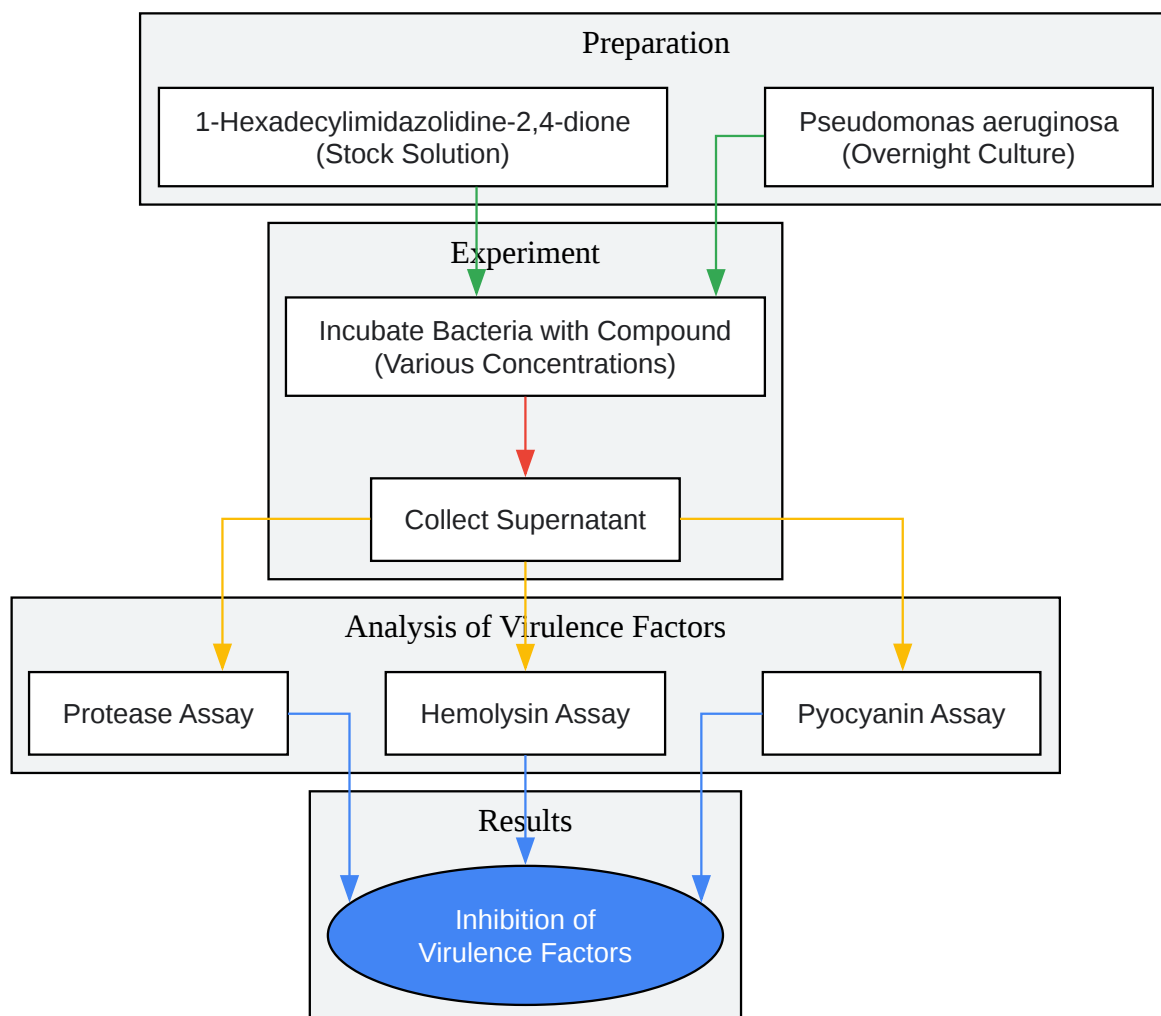 Preparation
1-Hexadecylimidazolidine-2,4-dione
(Stock Solution)
Pseudomonas aeruginosa
(Overnight Culture)
Experiment
Incubate Bacteria with Compound
(Various Concentrations)
Collect Supernatant
Analysis of Virulence Factors
Protease Assay
Hemolysin Assay
Pyocyanin Assay
Results
Inhibition of
Virulence Factors